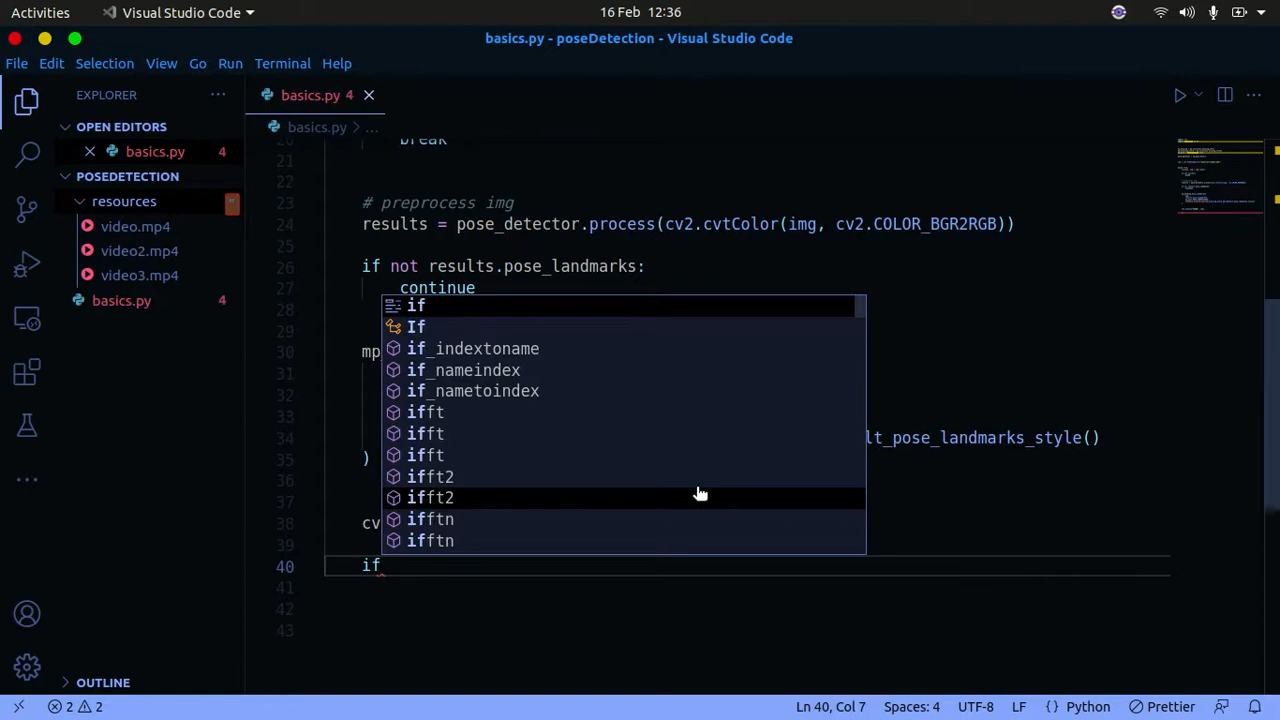 Activities Visual Studio Code 16 Feb 12:36
basics.py - poseDetection - Visual Studio Code
File Edit Selection View Go Run Terminal Help
EXPLORER
OPEN EDITORS
basics.py 4
POSEDETECTION
resources
video.mp4
video2.mp4
video3.mp4
basics.py 4
OUTLINE
basics.py 4
basics.py > ...
20 break
21
22
23 # preprocess img
24 results = pose_detector.process(cv2.cvtColor(img, cv2.COLOR_BGR2RGB))
25
26 if not results.pose_landmarks:
27 continue
28
29
30 mp
31
32
33
34 lt_pose_landmarks_style()
35 )
36
37
38 cv
39
40 if
41
42
43
if
If
if_indextoname
if_nameindex
if_nametoindex
ifft
ifft
ifft
ifft2
ifft2
ifftn
ifftn
2 2 Ln 40, Col 7 Spaces: 4 UTF-8 LF {} Python Prettier